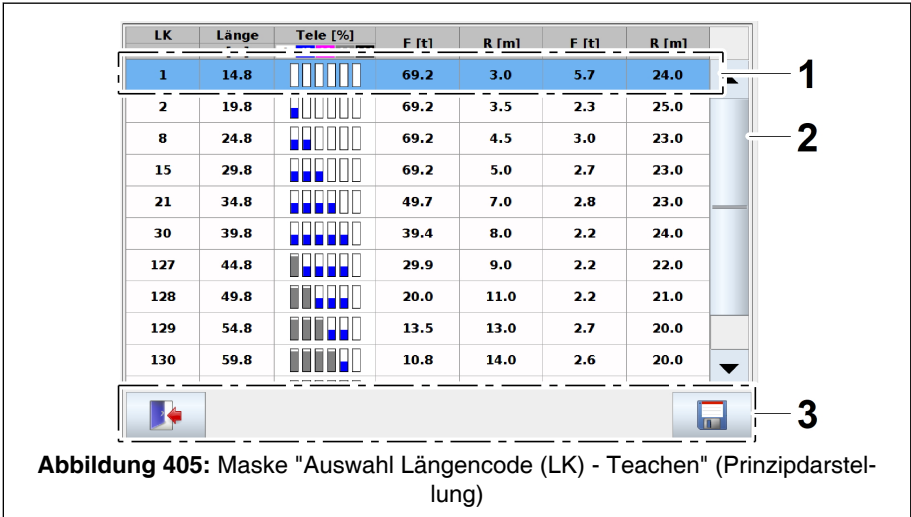 LK Länge Tele [%] F [t] R [m] F [t] R [m]
1 14.8 69.2 3.0 5.7 24.0 1
2 19.8 69.2 3.5 2.3 25.0
8 24.8 69.2 4.5 3.0 23.0 2
15 29.8 69.2 5.0 2.7 23.0
21 34.8 49.7 7.0 2.8 23.0
30 39.8 39.4 8.0 2.2 24.0
127 44.8 29.9 9.0 2.2 22.0
128 49.8 20.0 11.0 2.2 21.0
129 54.8 13.5 13.0 2.7 20.0
130 59.8 10.8 14.0 2.6 20.0
3
Abbildung 405: Maske "Auswahl Längencode (LK) - Teachen" (Prinzipdarstel-
lung)